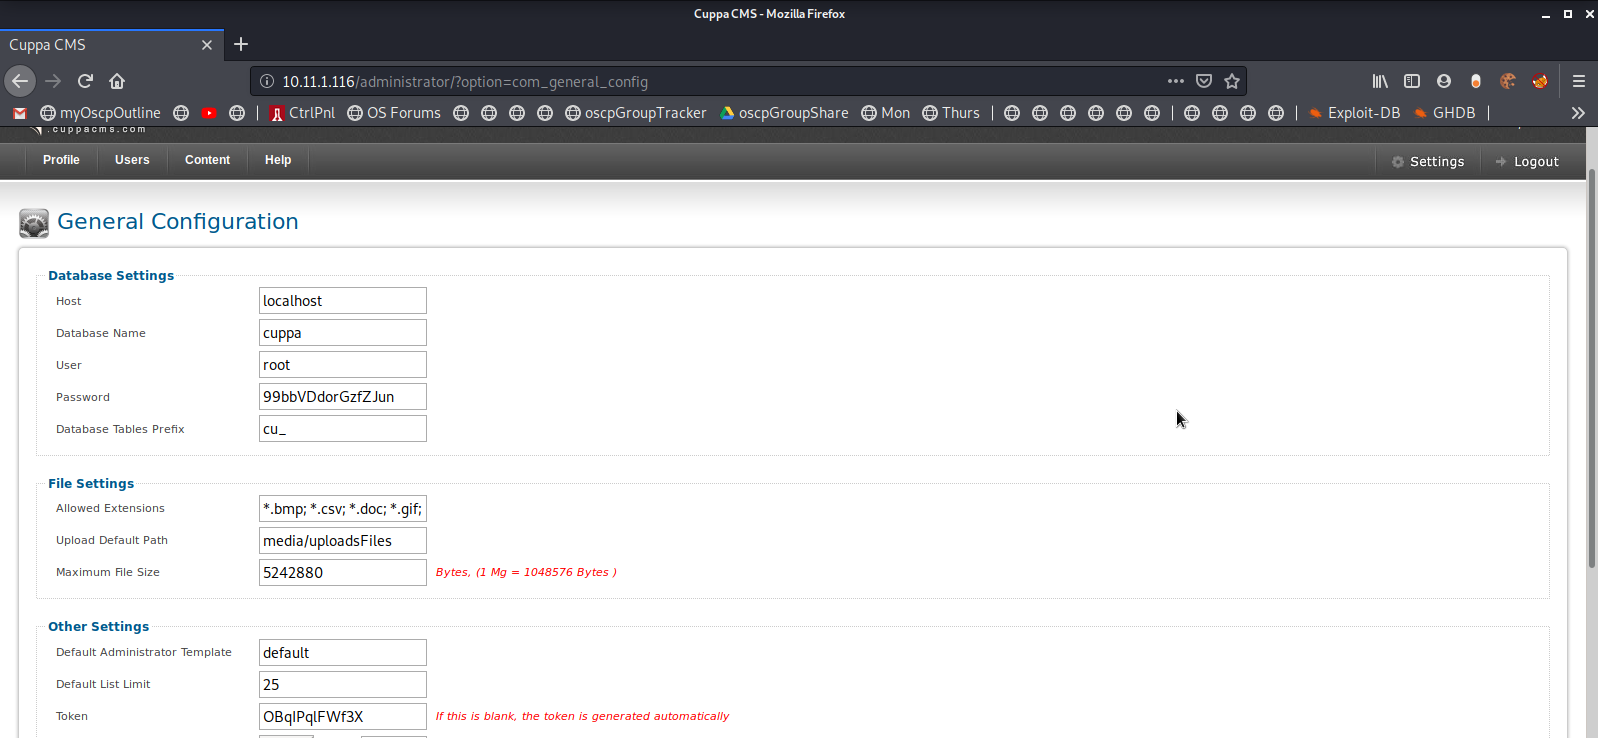 Cuppa CMS - Mozilla Firefox
Cuppa CMS
10.11.1.116/administrator/?option=com_general_config
myOscpOutline CtrlPnl OS Forums oscpGroupTracker oscpGroupShare Mon Thurs Exploit-DB GHDB
.cuppacms.com
Profile Users Content Help Settings Logout
General Configuration
Database Settings
Host localhost
Database Name cuppa
User root
Password 99bbVDdorGzfZJun
Database Tables Prefix cu_
File Settings
Allowed Extensions *.bmp; *.csv; *.doc; *.gif;
Upload Default Path media/uploadsFiles
Maximum File Size 5242880 Bytes, (1 Mg = 1048576 Bytes )
Other Settings
Default Administrator Template default
Default List Limit 25
Token OBqIPqlFWf3X If this is blank, the token is generated automatically